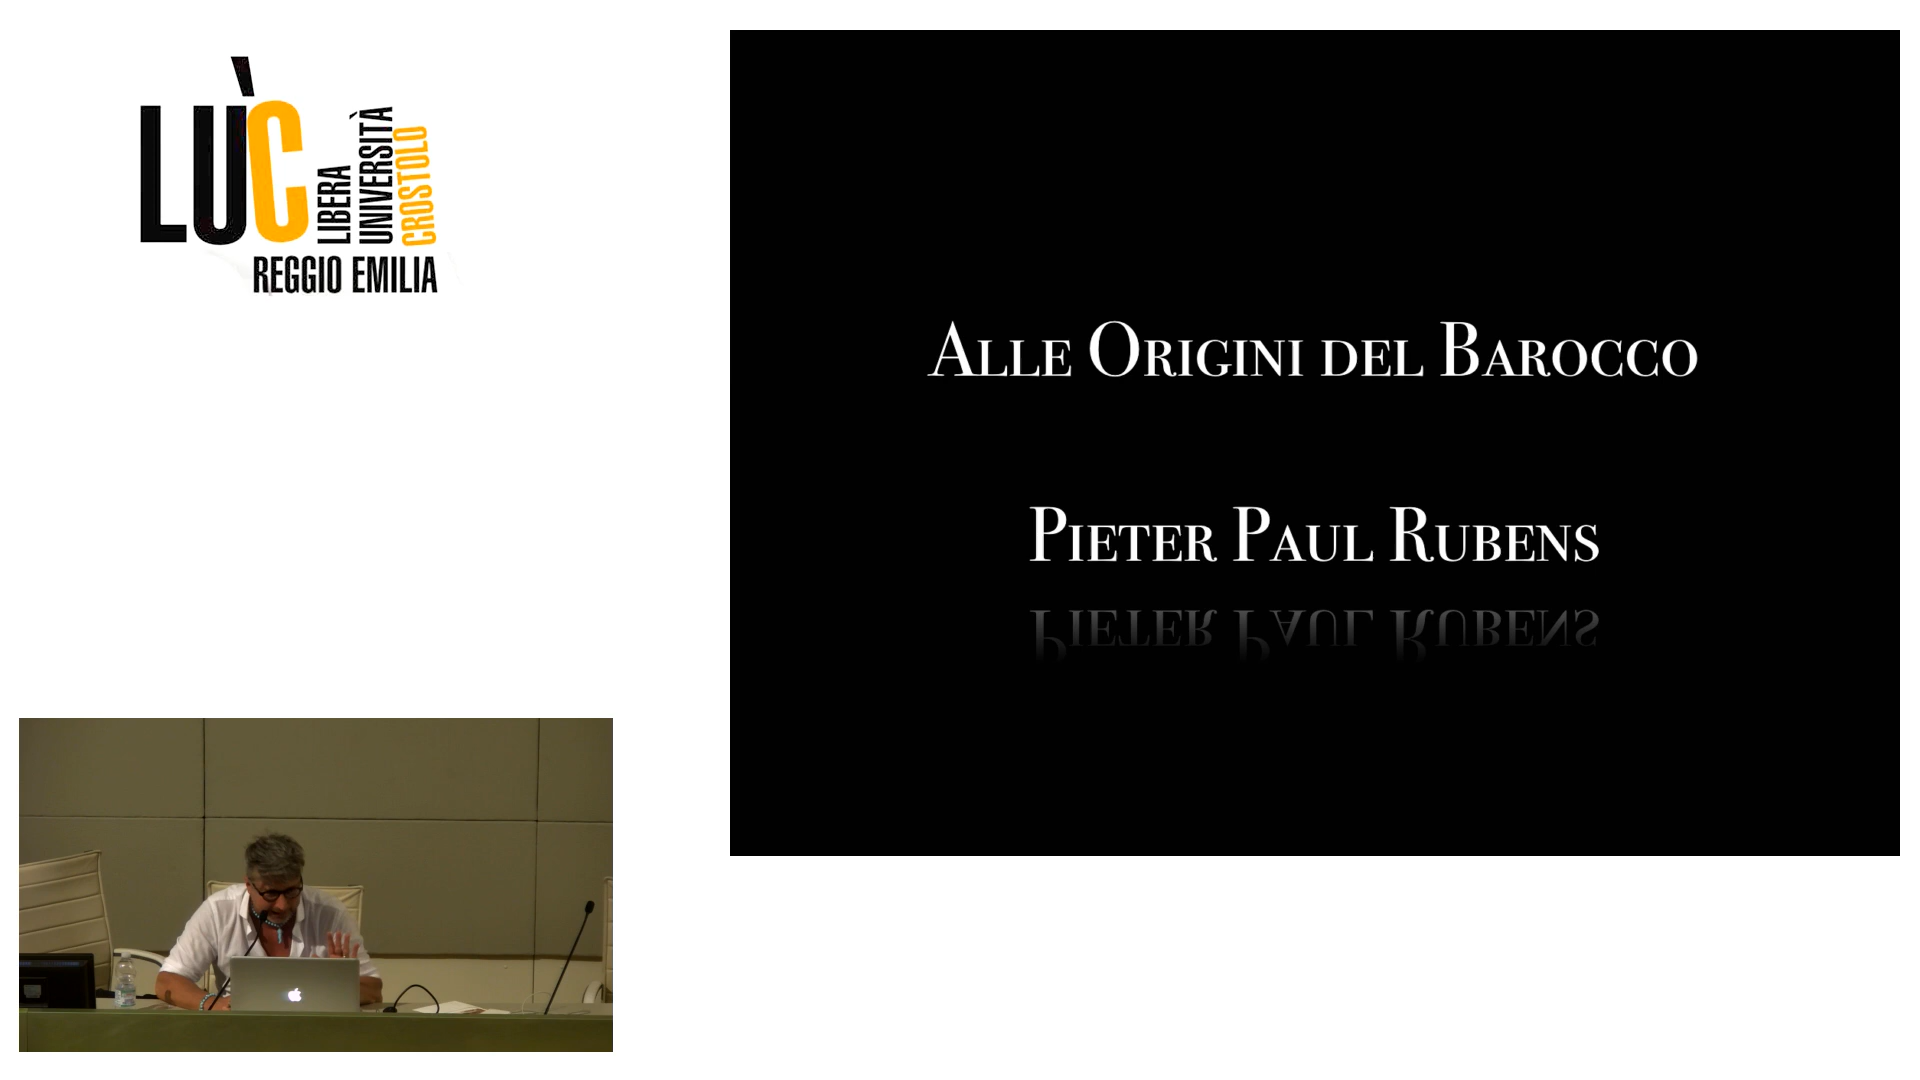 LÙC
LIBERA
UNIVERSITÀ
CROSTOLO
REGGIO EMILIA
Alle Origini del Barocco
Pieter Paul Rubens